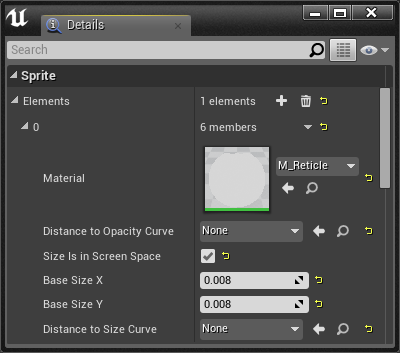 Details
Search
Sprite
Elements 1 elements
0 6 members
Material M_Reticle
Distance to Opacity Curve None
Size Is in Screen Space
Base Size X 0.008
Base Size Y 0.008
Distance to Size Curve None